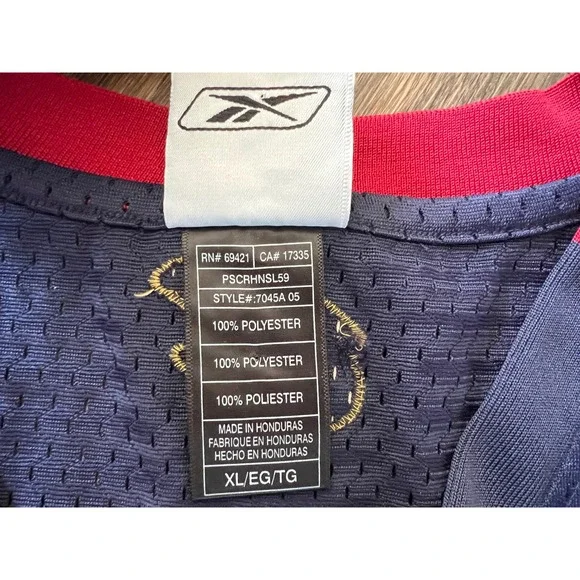 RN# 69421 CA# 17335
PSCRHNSL59
STYLE#:7045A 05
100% POLYESTER
100% POLYESTER
100% POLIESTER
MADE IN HONDURAS
FABRIQUE EN HONDURAS
HECHO EN HONDURAS
XL/EG/TG